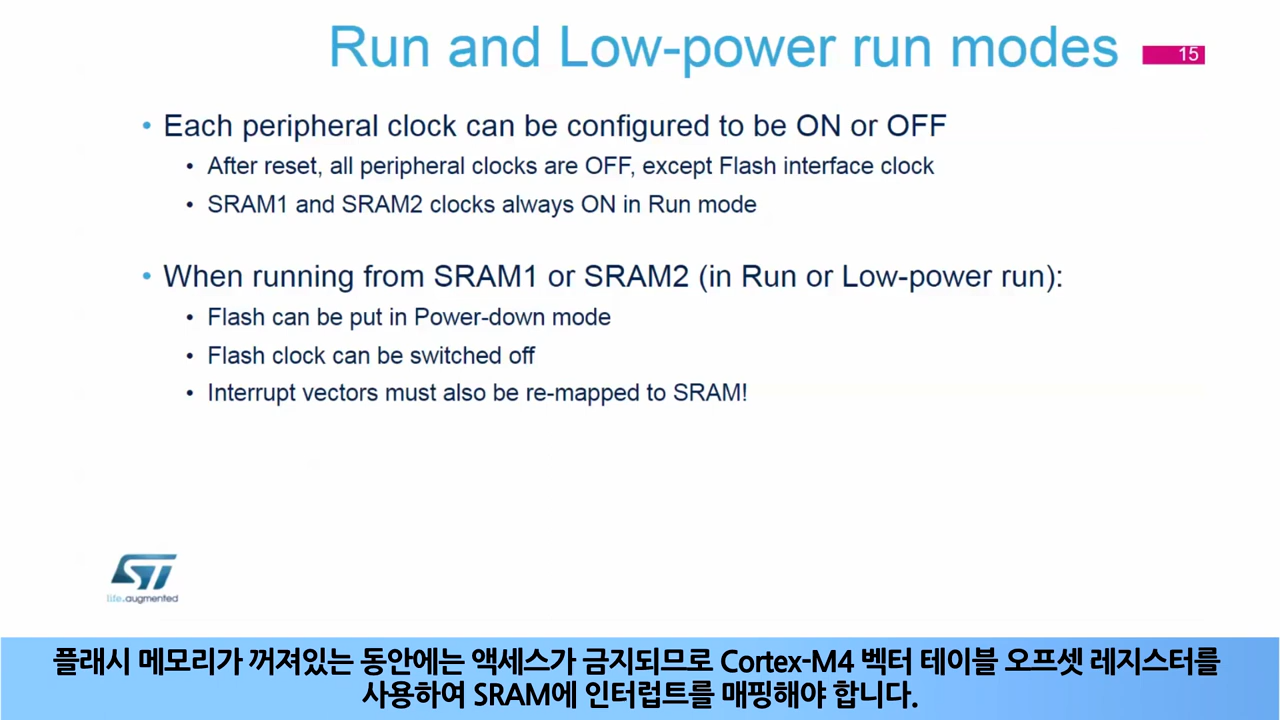 Run and Low-power run modes
15
• Each peripheral clock can be configured to be ON or OFF
• After reset, all peripheral clocks are OFF, except Flash interface clock
• SRAM1 and SRAM2 clocks always ON in Run mode
• When running from SRAM1 or SRAM2 (in Run or Low-power run):
• Flash can be put in Power-down mode
• Flash clock can be switched off
• Interrupt vectors must also be re-mapped to SRAM!
ST
life.augmented
플래시 메모리가 꺼져있는 동안에는 액세스가 금지되므로 Cortex-M4 벡터 테이블 오프셋 레지스터를
사용하여 SRAM에 인터럽트를 매핑해야 합니다.